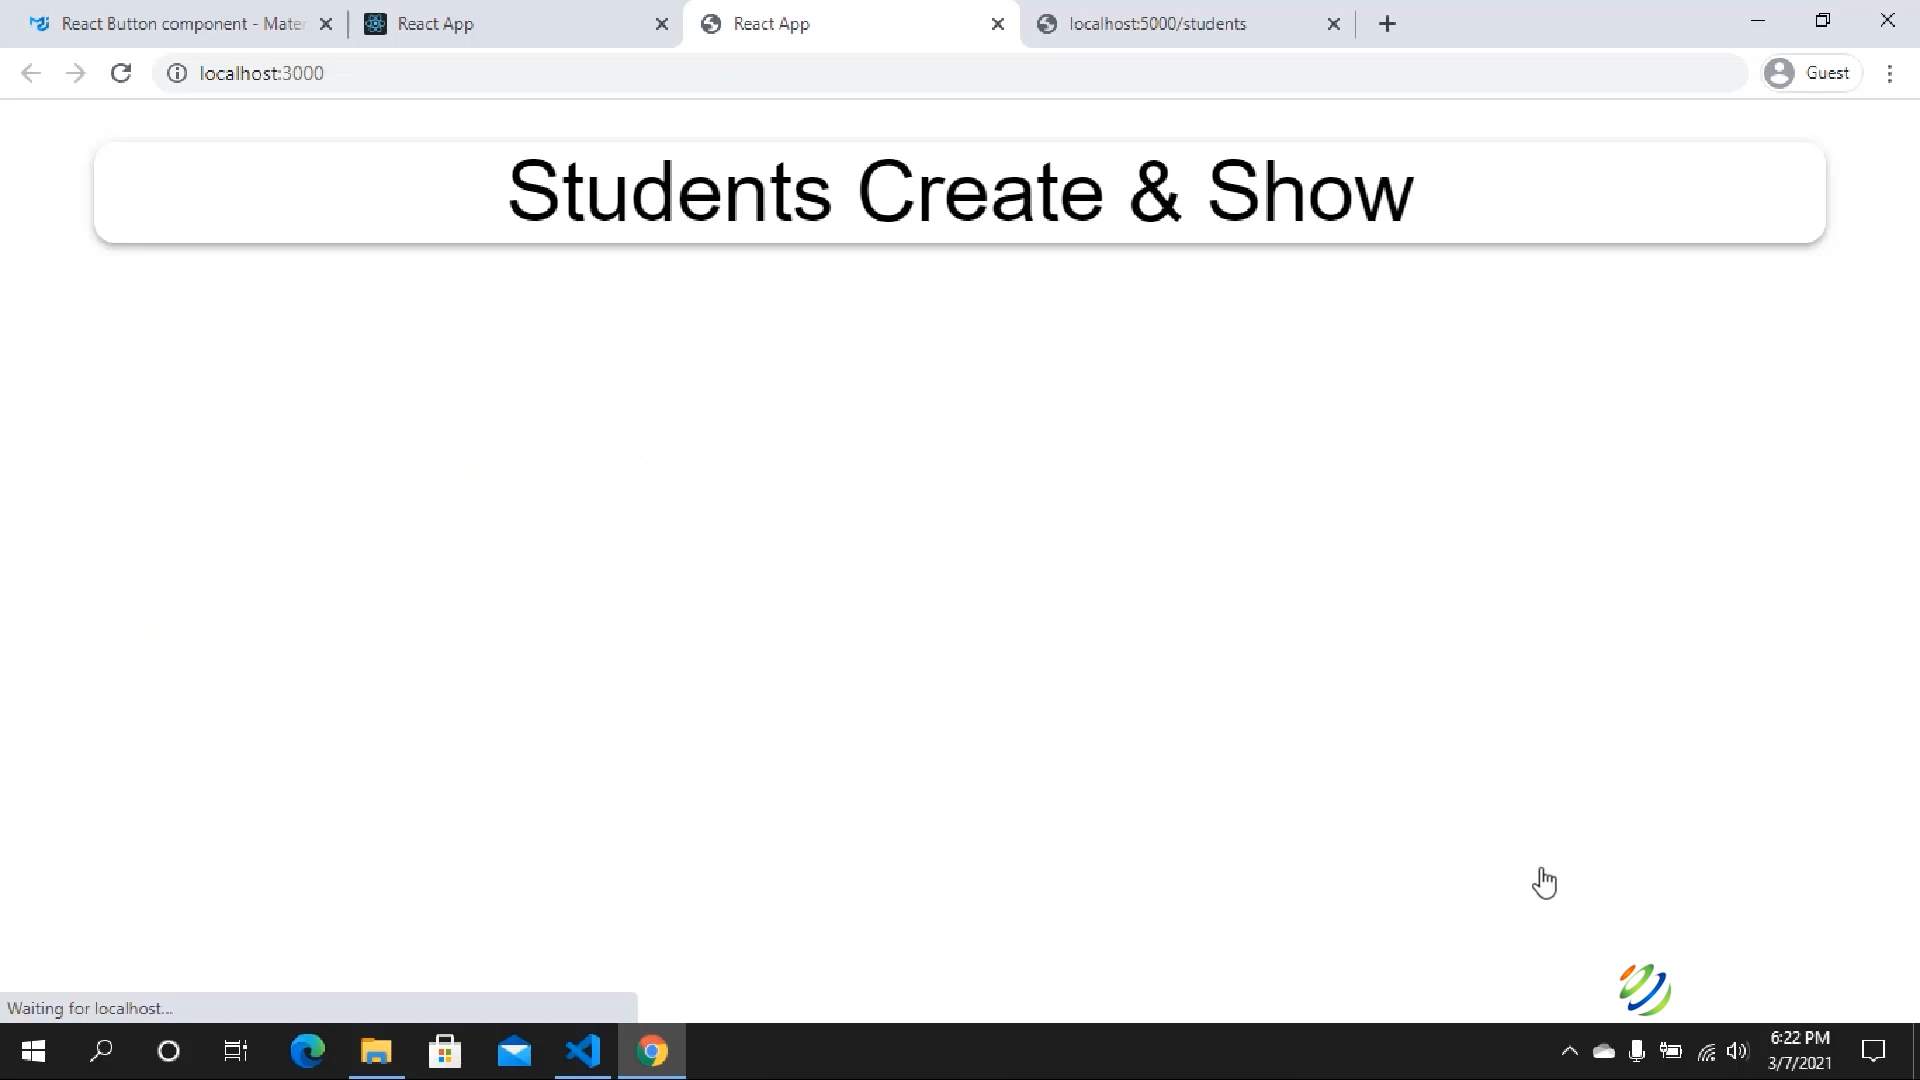 React Button component - Mater
React App
React App
localhost:5000/students
localhost:3000
Guest
Students Create & Show
Waiting for localhost...
6:22 PM
3/7/2021